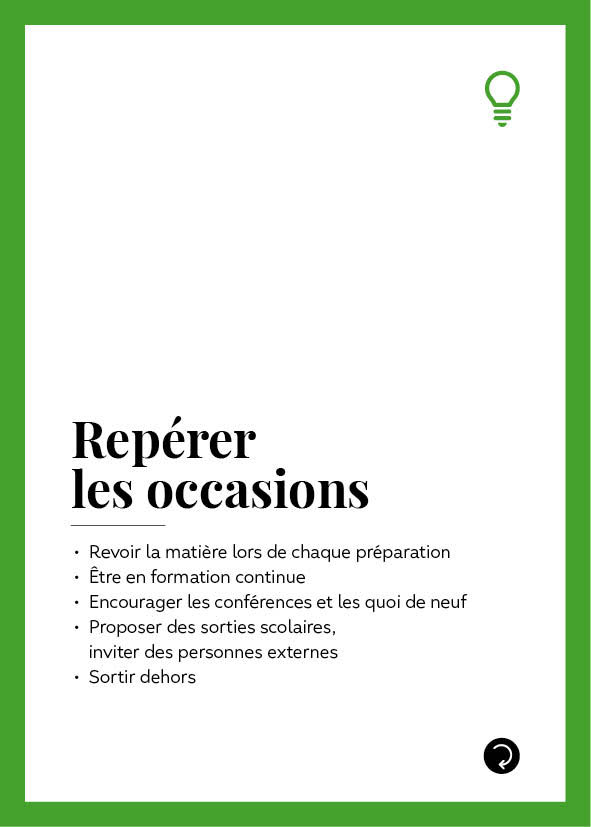 Repérer
les occasions
• Revoir la matière lors de chaque préparation
• Être en formation continue
• Encourager les conférences et les quoi de neuf
• Proposer des sorties scolaires,
inviter des personnes externes
• Sortir dehors